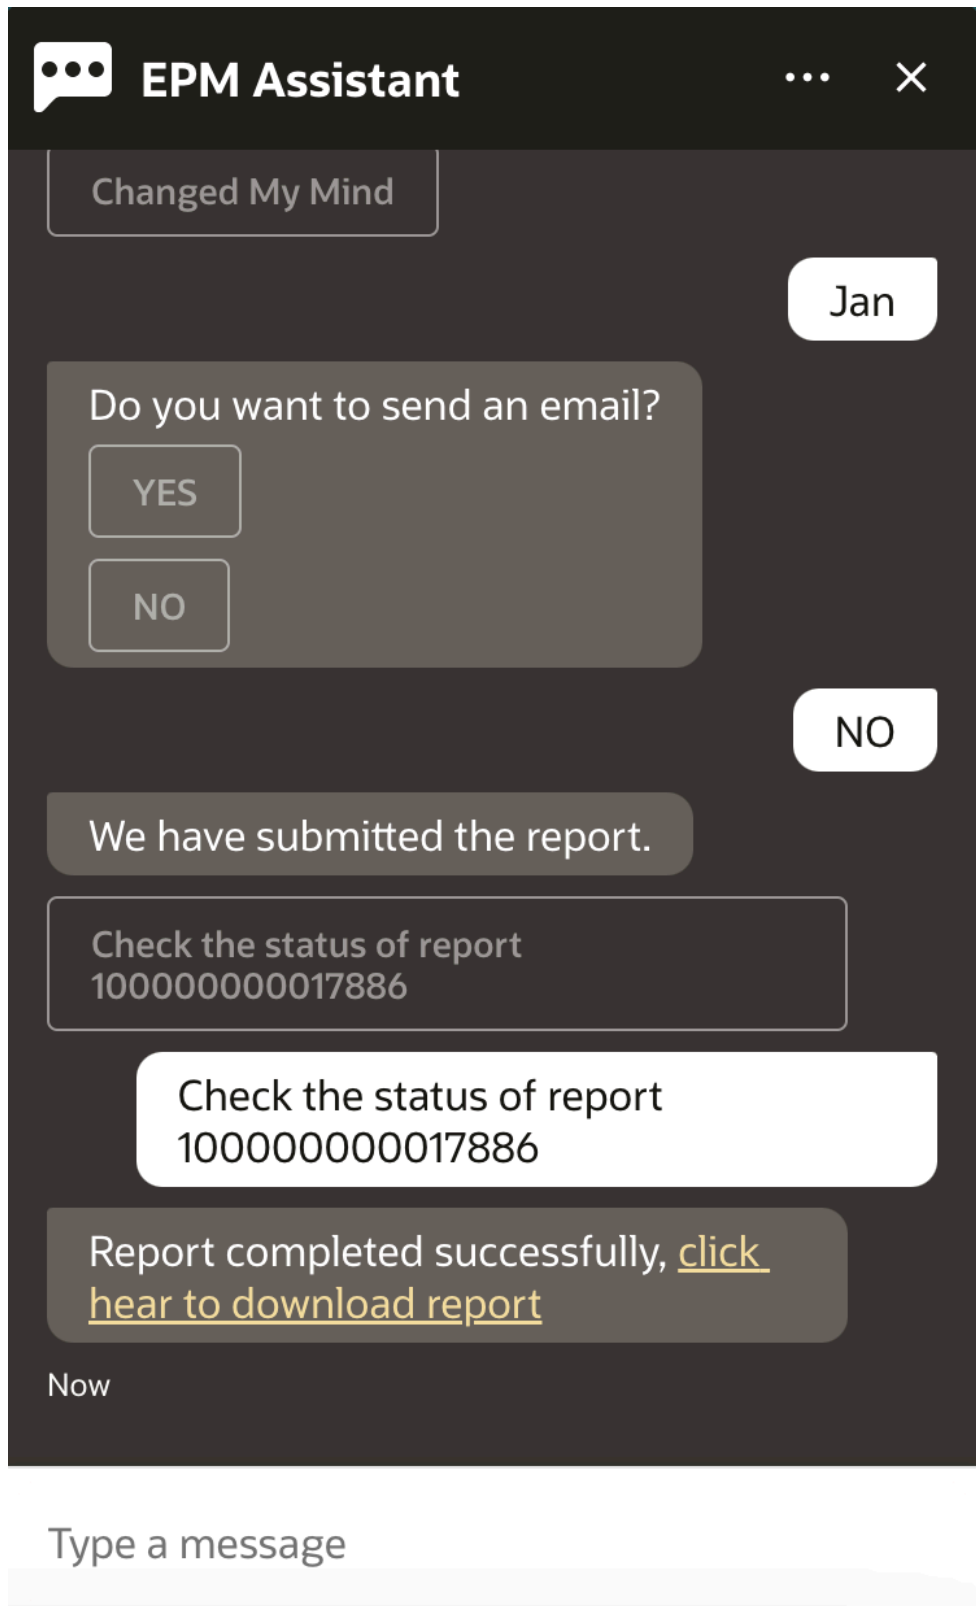 EPM Assistant
Changed My Mind
Jan
Do you want to send an email?
YES
NO
NO
We have submitted the report.
Check the status of report
100000000017886
Check the status of report
100000000017886
Report completed successfully, click
hear to download report
Now
Type a message